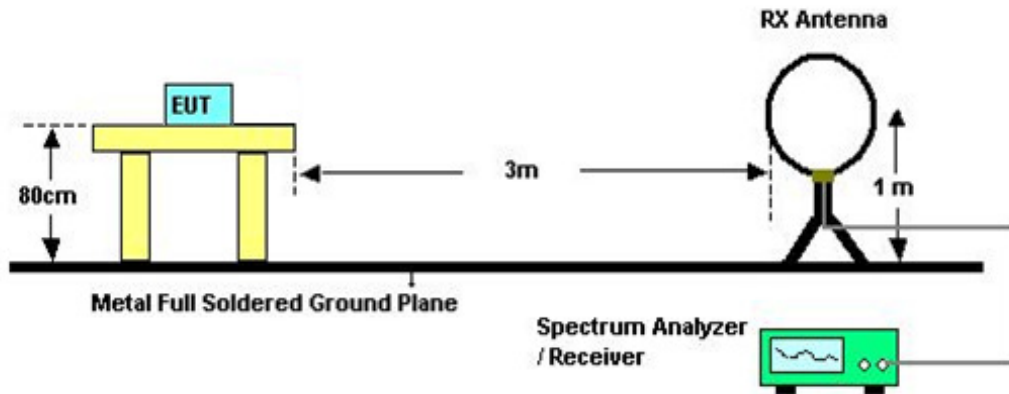 RX Antenna
EUT
3m
80cm
1 m
Metal Full Soldered Ground Plane
Spectrum Analyzer
/ Receiver